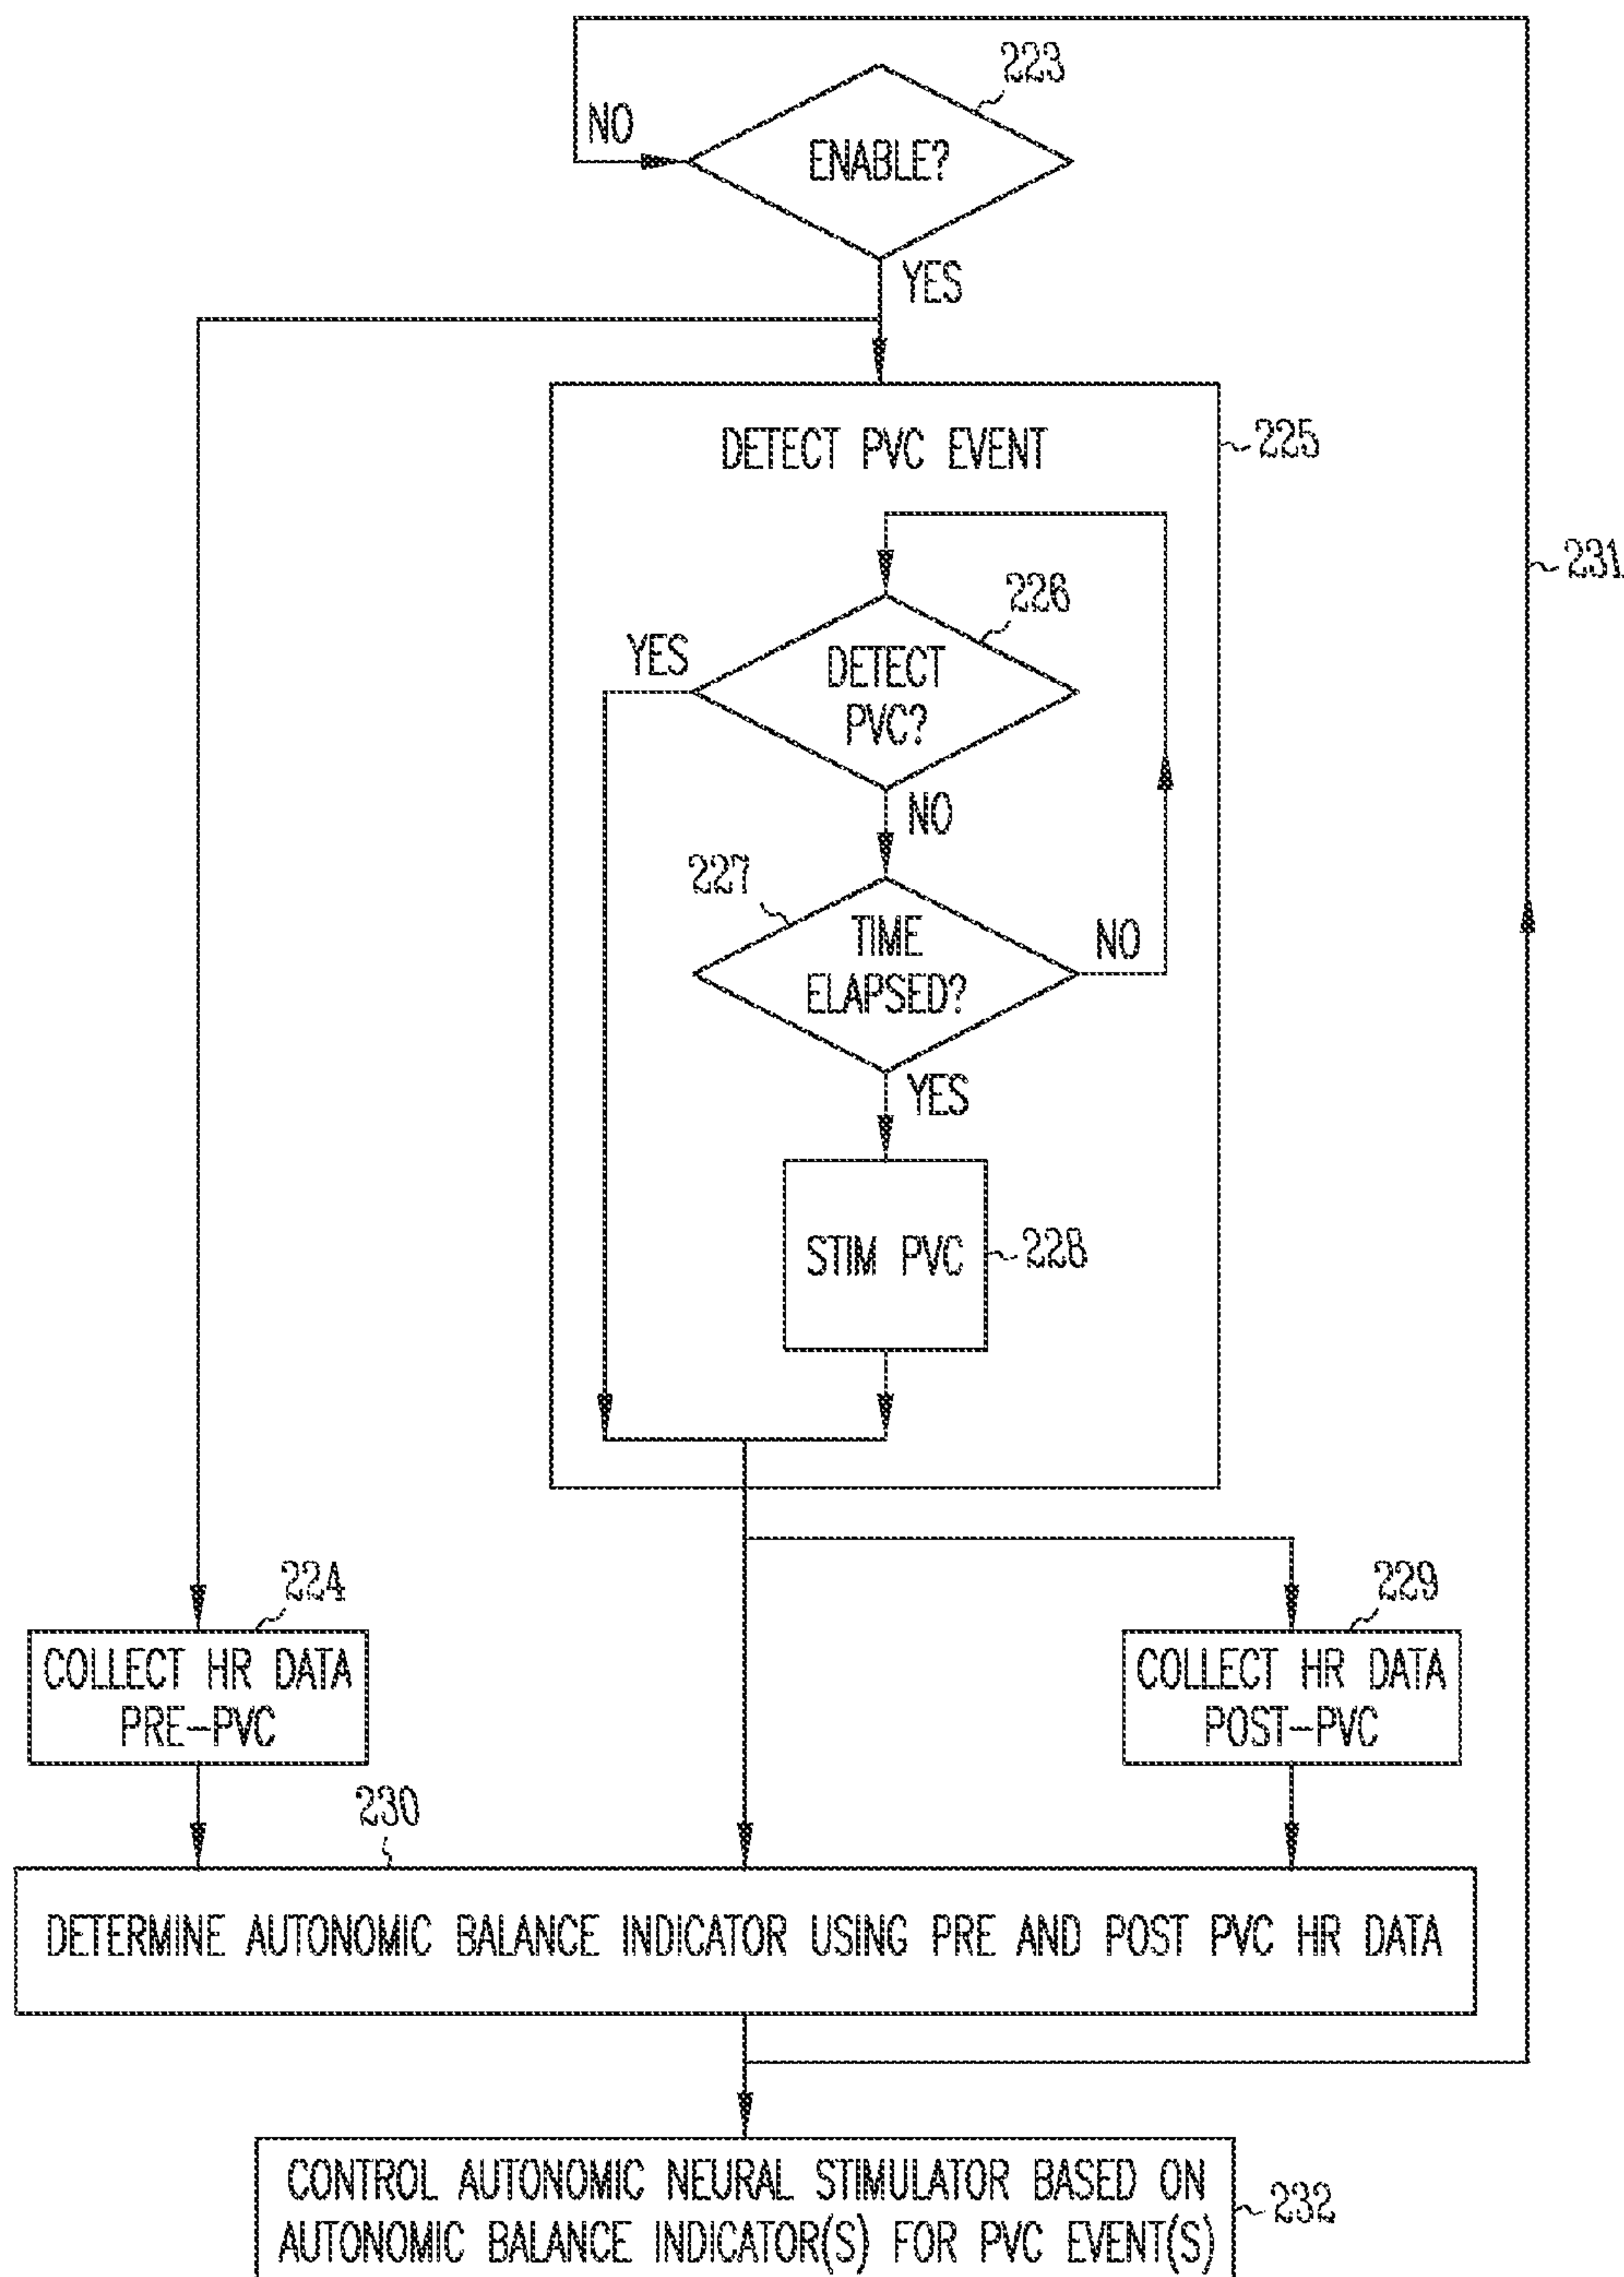 223
NO
ENABLE?
YES
DETECT PVC EVENT
225
231
226
YES
DETECT
PVC?
NO
227
TIME
ELAPSED?
NO
YES
STIM PVC
228
224
229
COLLECT HR DATA
PRE-PVC
COLLECT HR DATA
POST-PVC
230
DETERMINE AUTONOMIC BALANCE INDICATOR USING PRE AND POST PVC HR DATA
CONTROL AUTONOMIC NEURAL STIMULATOR BASED ON
AUTONOMIC BALANCE INDICATOR(S) FOR PVC EVENT(S)
232